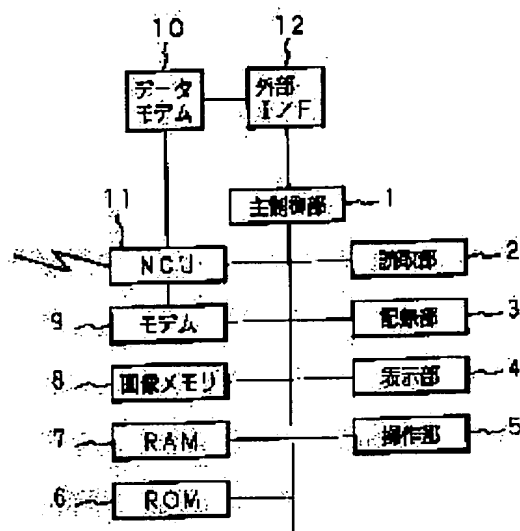 10
12
データ
モデム
外部
I/F
主制御部
1
11
NCU
読取部
2
9
モデム
記録部
3
8
画像メモリ
表示部
4
7
RAM
操作部
5
6
ROM